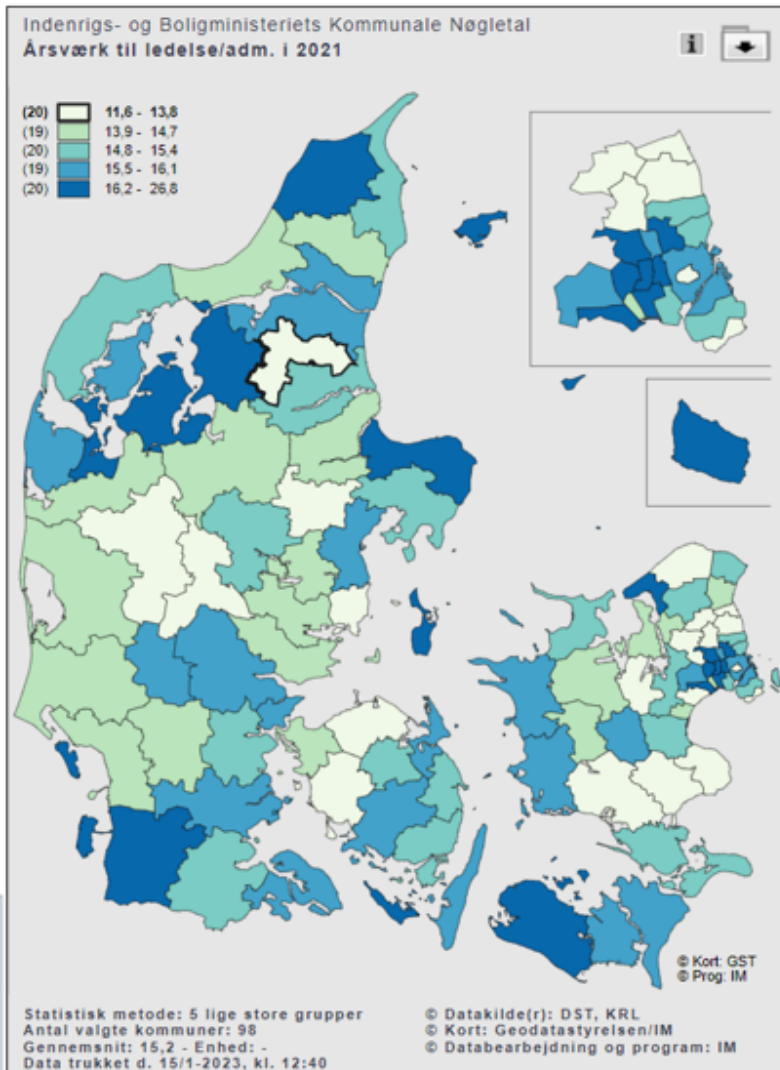 Indenrigs- og Boligministeriets Kommunale Nøgletal
Årsværk til ledelse/adm. i 2021
(20) 11,6 - 13,8
(19) 13,9 - 14,7
(20) 14,8 - 15,4
(19) 15,5 - 16,1
(20) 16,2 - 26,8
© Kort: GST
© Prog: IM
Statistisk metode: 5 lige store grupper
Antal valgte kommuner: 98
Gennemsnit: 15,2 - Enhed: -
Data trukket d. 15/1-2023, kl. 12:40
© Datakilde(r): DST, KRL
© Kort: Geodatastyrelsen/IM
© Databearbejdning og program: IM